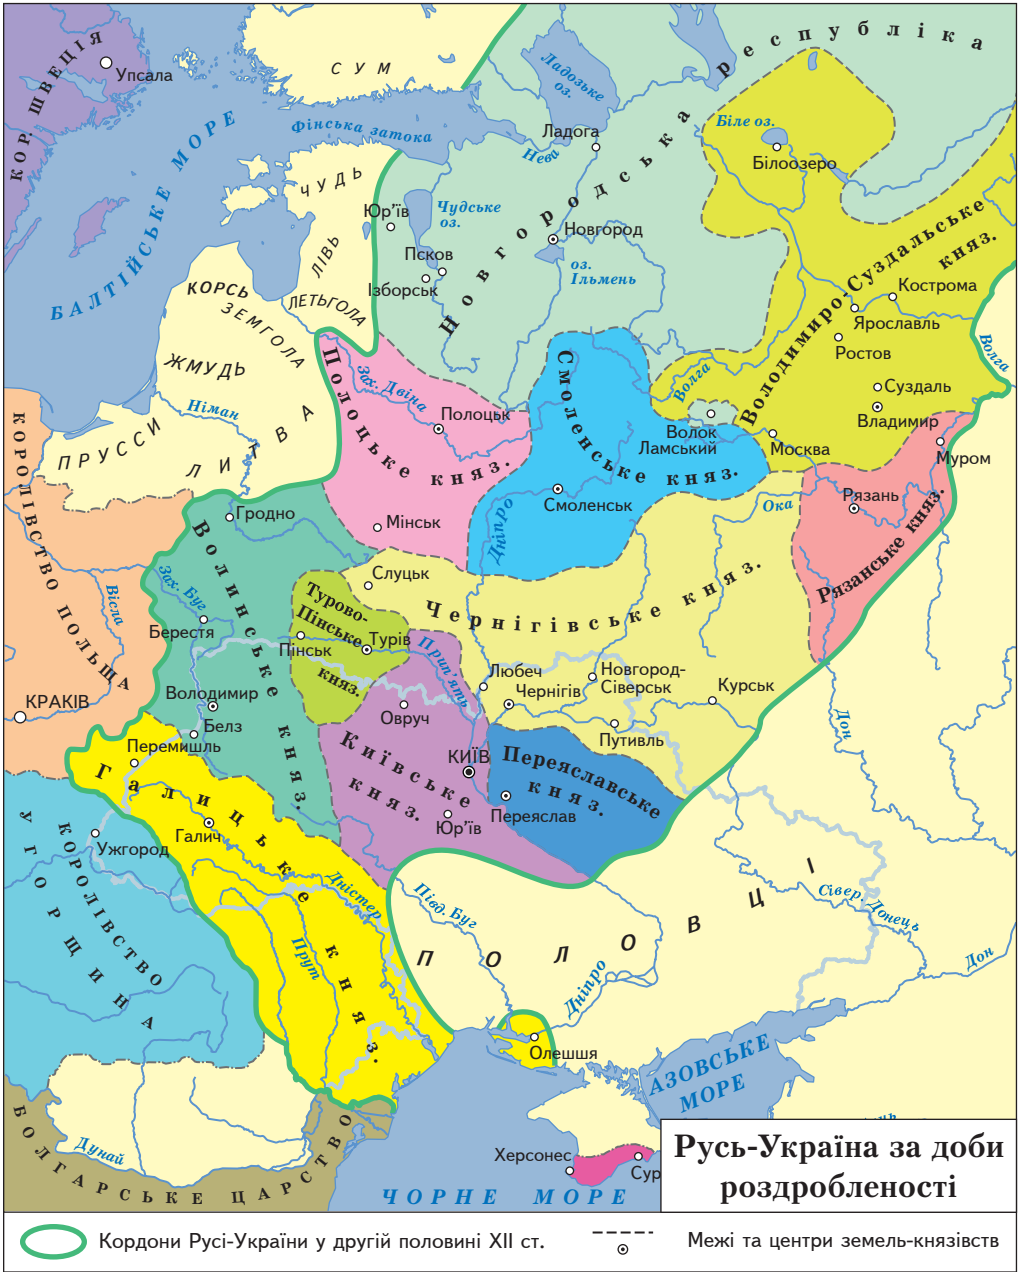 КОР. ШВЕЦІЯ
Упсала
СУМ
Ладозьке
оз.
Новгородська республіка
БАЛТІЙСЬКЕ МОРЕ
Фінська затока
Ладога
Нева
Біле оз.
Білоозеро
ЧУДЬ
Юр'їв
Чудське
оз.
Новгород
ЛІВЬ
Псков
оз.
Ільмень
Ізборськ
КОРСЬ
ЗЕМГОЛА
ЛЕТЬГОЛА
Володимиро-Суздальське
княз.
Кострома
Ярославль
Ростов
Волга
ЖМУДЬ
Німан
Полоцьке княз.
Зах. Двіна
Полоцьк
Смоленське княз.
Волга
Суздаль
Владимир
Волок
Ламський
Москва
Муром
ПРУССИ
ЛИТВА
КОРОЛІВСТВО ПОЛЬЩА
Гродно
Мінськ
Дніпро
Смоленськ
Ока
Рязань
Рязанське княз.
Волинське княз.
Зах. Буг
Вісла
Берестя
Слуцьк
Турово-
Пінське
княз.
Турів
Пінськ
Чернігівське княз.
Прип'ять
Любеч
Чернігів
Новгород-
Сіверськ
Курськ
Путивль
КРАКІВ
Володимир
Белз
Овруч
Перемишль
Київське
княз.
КИЇВ
Юр'їв
Переяславське
княз.
Переяслав
Дон
Галицьке княз.
Галич
Ужгород
КОРОЛІВСТВО
УГОРЩИНА
Дністер
Прут
Півд. Буг
ПОЛОВЦІ
Сівер. Донець
Дон
Дніпро
Олешшя
АЗОВСЬКЕ
МОРЕ
БОЛГАРСЬКЕ ЦАРСТВО
Дунай
Херсонес
Сур
ЧОРНЕ МОРЕ
Русь-Україна за доби
роздробленості
Кордони Русі-України у другій половині XII ст.
Межі та центри земель-князівств